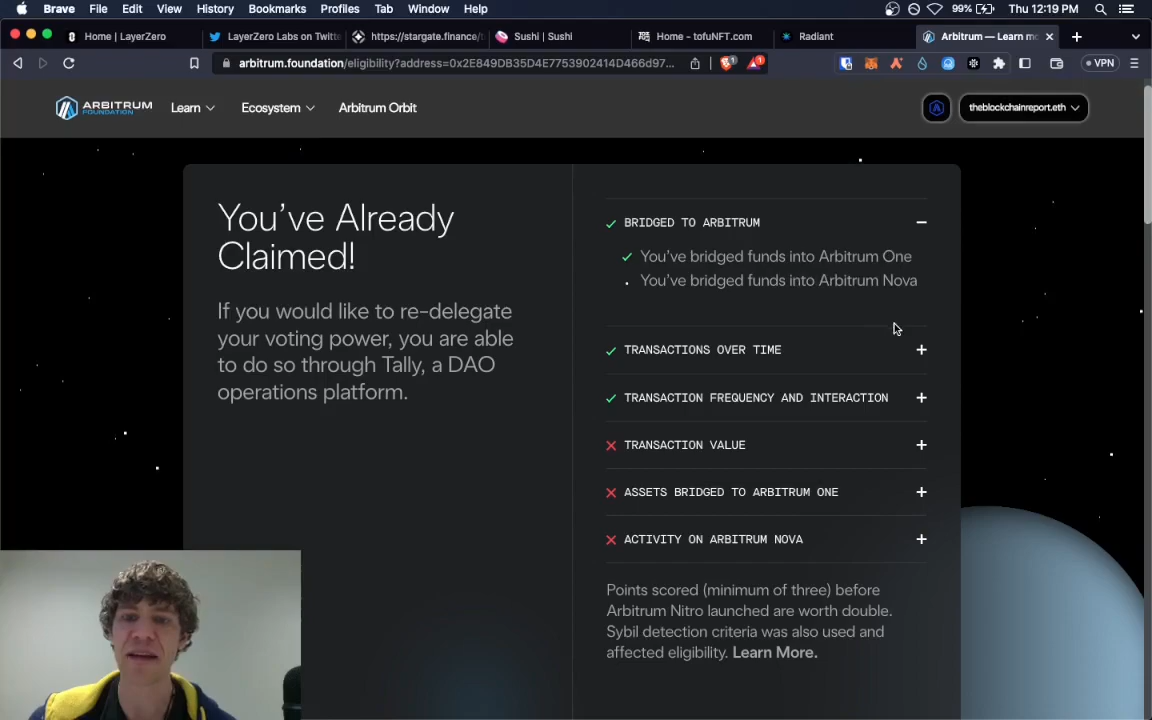 Brave File Edit View History Bookmarks Profiles Tab Window Help 99% Thu 12:19 PM
Home | LayerZero LayerZero Labs on Twitt https://stargate.finance/t Sushi | Sushi Home - tofuNFT.com Radiant Arbitrum — Learn mo
arbitrum.foundation/eligibility?address=0x2E849DB35D4E7753902414D466d97... 1 1 VPN
ARBITRUM FOUNDATION Learn Ecosystem Arbitrum Orbit theblockchainreport.eth
You've Already
Claimed!
If you would like to re-delegate
your voting power, you are able
to do so through Tally, a DAO
operations platform.
BRIDGED TO ARBITRUM
You've bridged funds into Arbitrum One
You've bridged funds into Arbitrum Nova
TRANSACTIONS OVER TIME
TRANSACTION FREQUENCY AND INTERACTION
TRANSACTION VALUE
ASSETS BRIDGED TO ARBITRUM ONE
ACTIVITY ON ARBITRUM NOVA
Points scored (minimum of three) before
Arbitrum Nitro launched are worth double.
Sybil detection criteria was also used and
affected eligibility. Learn More.